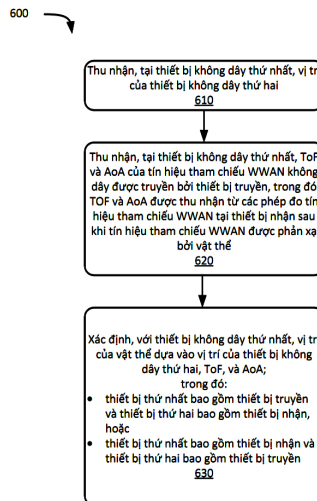 600
Thu nhận, tại thiết bị không dây thứ nhất, vị trí
của thiết bị không dây thứ hai
610
Thu nhận, tại thiết bị không dây thứ nhất, ToF
và AoA của tín hiệu tham chiếu WWAN không
dây được truyền bởi thiết bị truyền, trong đó
TOF và AoA được thu nhận từ các phép đo tín
hiệu tham chiếu WWAN tại thiết bị nhận sau
khi tín hiệu tham chiếu WWAN được phản xạ
bởi vật thể
620
Xác định, với thiết bị không dây thứ nhất, vị trí
của vật thể dựa vào vị trí của thiết bị không
dây thứ hai, ToF, và AoA;
trong đó:
• thiết bị thứ nhất bao gồm thiết bị truyền
và thiết bị thứ hai bao gồm thiết bị nhận,
hoặc
• thiết bị thứ nhất bao gồm thiết bị nhận và
thiết bị thứ hai bao gồm thiết bị truyền
630